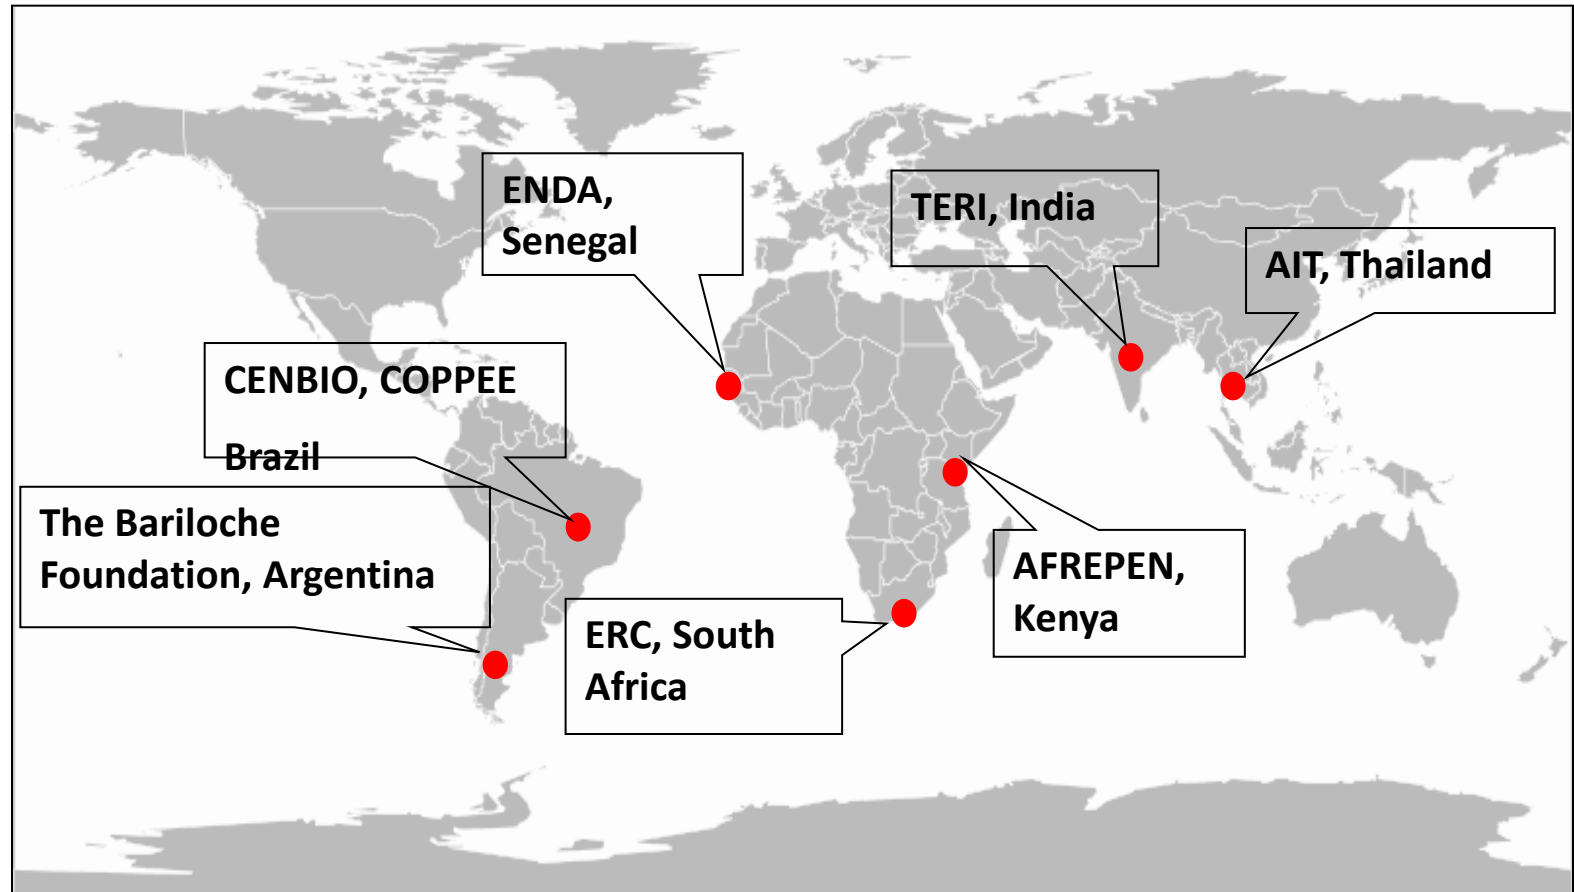 ENDA,
Senegal
TERI, India
AIT, Thailand
CENBIO, COPPEE
Brazil
The Bariloche
Foundation, Argentina
ERC, South
Africa
AFREPEN,
Kenya